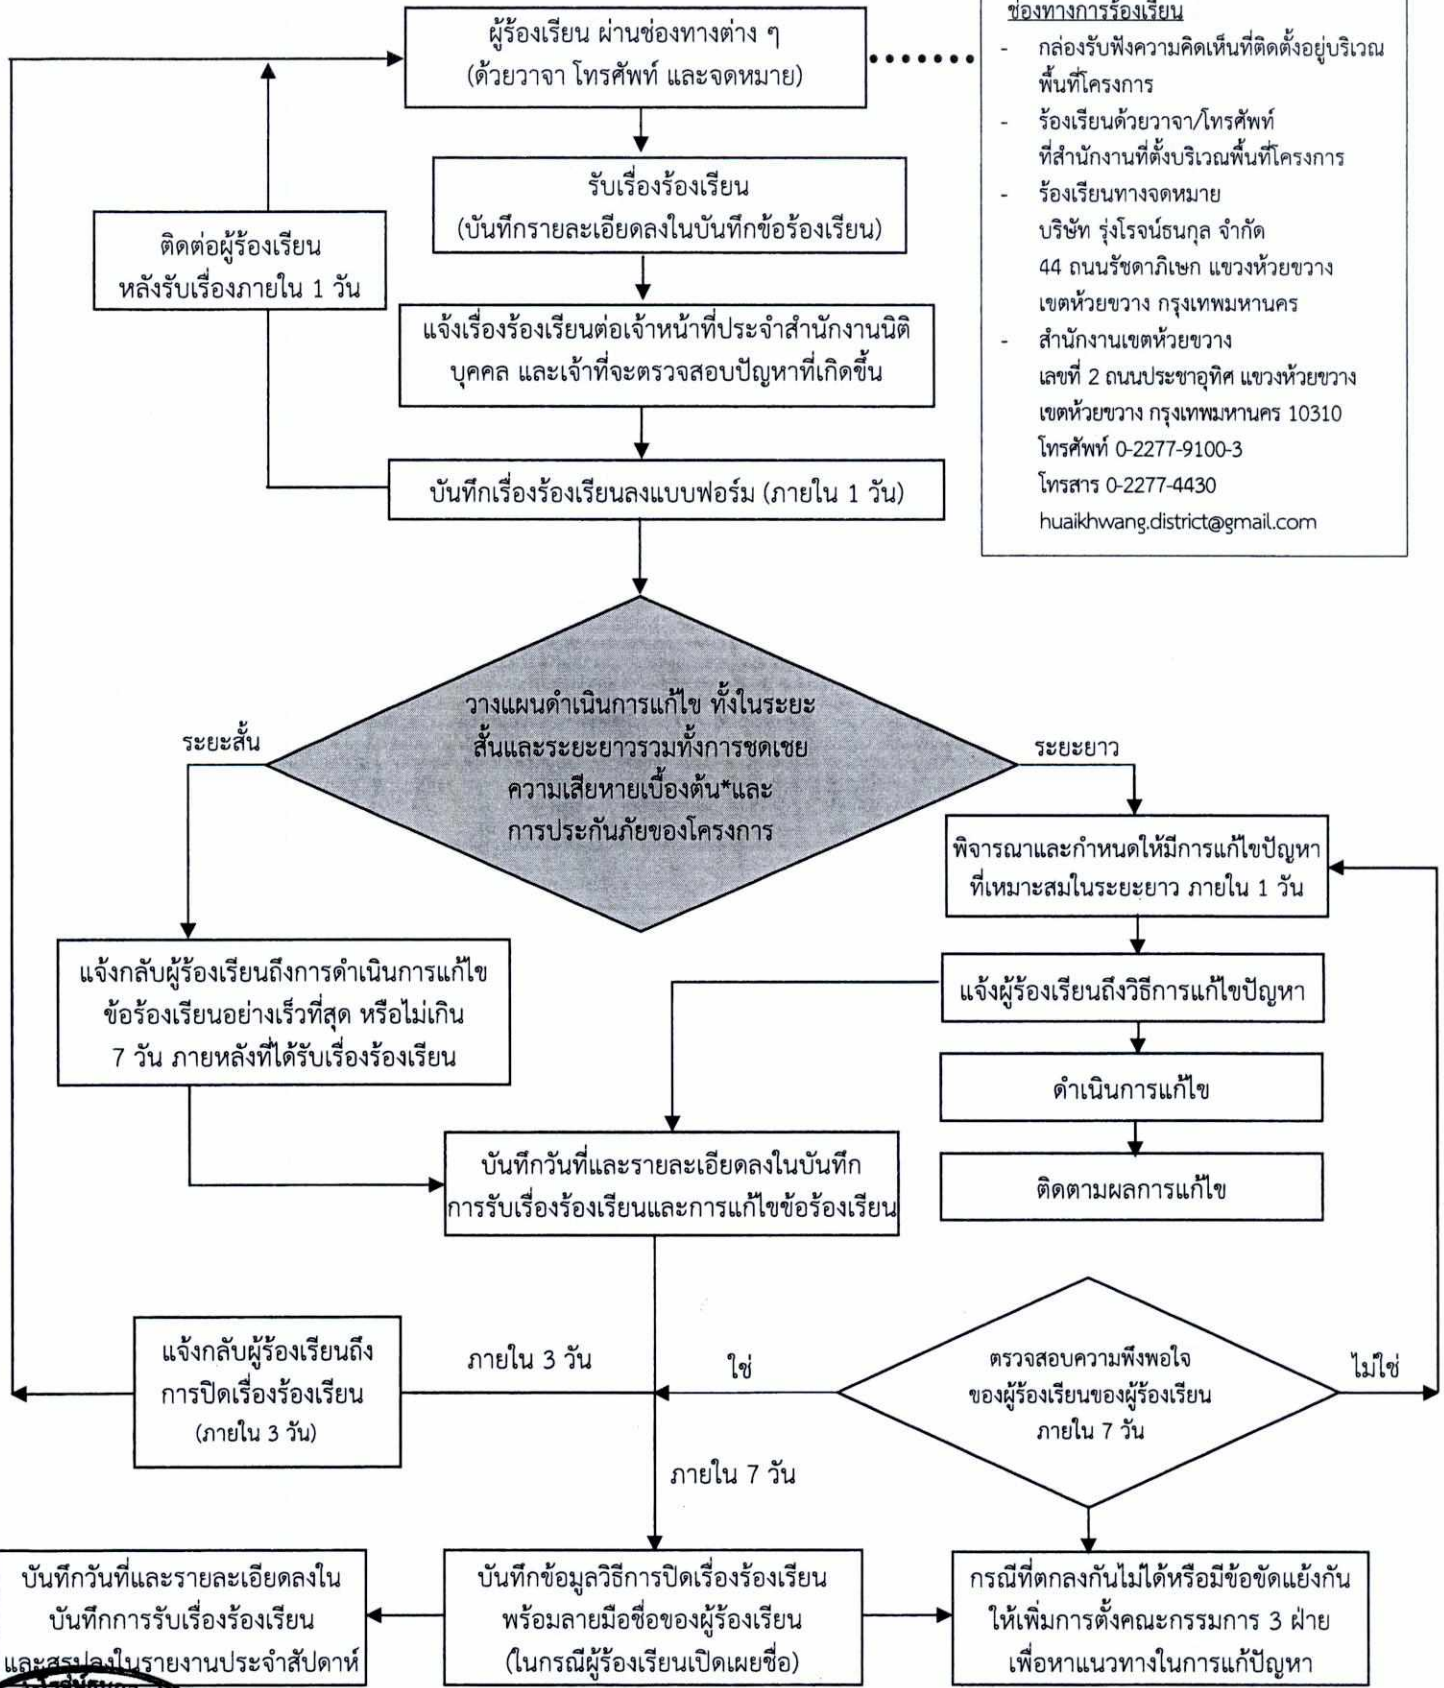 ผู้ร้องเรียน ผ่านช่องทางต่าง ๆ
(ด้วยวาจา โทรศัพท์ และจดหมาย)
ช่องทางการร้องเรียน
- กล่องรับฟังความคิดเห็นที่ติดตั้งอยู่บริเวณ
พื้นที่โครงการ
- ร้องเรียนด้วยวาจา/โทรศัพท์
ที่สำนักงานที่ตั้งบริเวณพื้นที่โครงการ
- ร้องเรียนทางจดหมาย
บริษัท รุ่งโรจน์ธนกุล จำกัด
44 ถนนรัชดาภิเษก แขวงห้วยขวาง
เขตห้วยขวาง กรุงเทพมหานคร
- สำนักงานเขตห้วยขวาง
เลขที่ 2 ถนนประชาอุทิศ แขวงห้วยขวาง
เขตห้วยขวาง กรุงเทพมหานคร 10310
โทรศัพท์ 0-2277-9100-3
โทรสาร 0-2277-4430
huaikhwang.district@gmail.com
รับเรื่องร้องเรียน
(บันทึกรายละเอียดลงในบันทึกข้อร้องเรียน)
ติดต่อผู้ร้องเรียน
หลังรับเรื่องภายใน 1 วัน
แจ้งเรื่องร้องเรียนต่อเจ้าหน้าที่ประจำสำนักงานนิติ
บุคคล และเจ้าที่จะตรวจสอบปัญหาที่เกิดขึ้น
บันทึกเรื่องร้องเรียนลงแบบฟอร์ม (ภายใน 1 วัน)
วางแผนดำเนินการแก้ไข ทั้งในระยะ
สั้นและระยะยาวรวมทั้งการชดเชย
ความเสียหายเบื้องต้น*และ
การประกันภัยของโครงการ
ระยะสั้น
ระยะยาว
พิจารณาและกำหนดให้มีการแก้ไขปัญหา
ที่เหมาะสมในระยะยาว ภายใน 1 วัน
แจ้งกลับผู้ร้องเรียนถึงการดำเนินการแก้ไข
ข้อร้องเรียนอย่างเร็วที่สุด หรือไม่เกิน
7 วัน ภายหลังที่ได้รับเรื่องร้องเรียน
แจ้งผู้ร้องเรียนถึงวิธีการแก้ไขปัญหา
ดำเนินการแก้ไข
ติดตามผลการแก้ไข
บันทึกวันที่และรายละเอียดลงในบันทึก
การรับเรื่องร้องเรียนและการแก้ไขข้อร้องเรียน
แจ้งกลับผู้ร้องเรียนถึง
การปิดเรื่องร้องเรียน
(ภายใน 3 วัน)
ภายใน 3 วัน
ใช่
ตรวจสอบความพึงพอใจ
ของผู้ร้องเรียนของผู้ร้องเรียน
ภายใน 7 วัน
ไม่ใช่
ภายใน 7 วัน
บันทึกวันที่และรายละเอียดลงใน
บันทึกการรับเรื่องร้องเรียน
และสรุปลงในรายงานประจำสัปดาห์
บันทึกข้อมูลวิธีการปิดเรื่องร้องเรียน
พร้อมลายมือชื่อของผู้ร้องเรียน
(ในกรณีผู้ร้องเรียนเปิดเผยชื่อ)
กรณีที่ตกลงกันไม่ได้หรือมีข้อขัดแย้งกัน
ให้เพิ่มการตั้งคณะกรรมการ 3 ฝ่าย
เพื่อหาแนวทางในการแก้ปัญหา